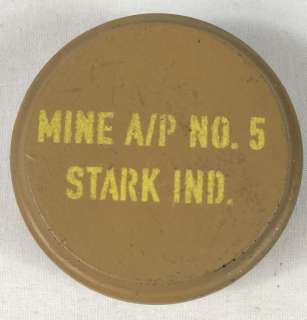 MINE A/P NO. 5
STARK IND.